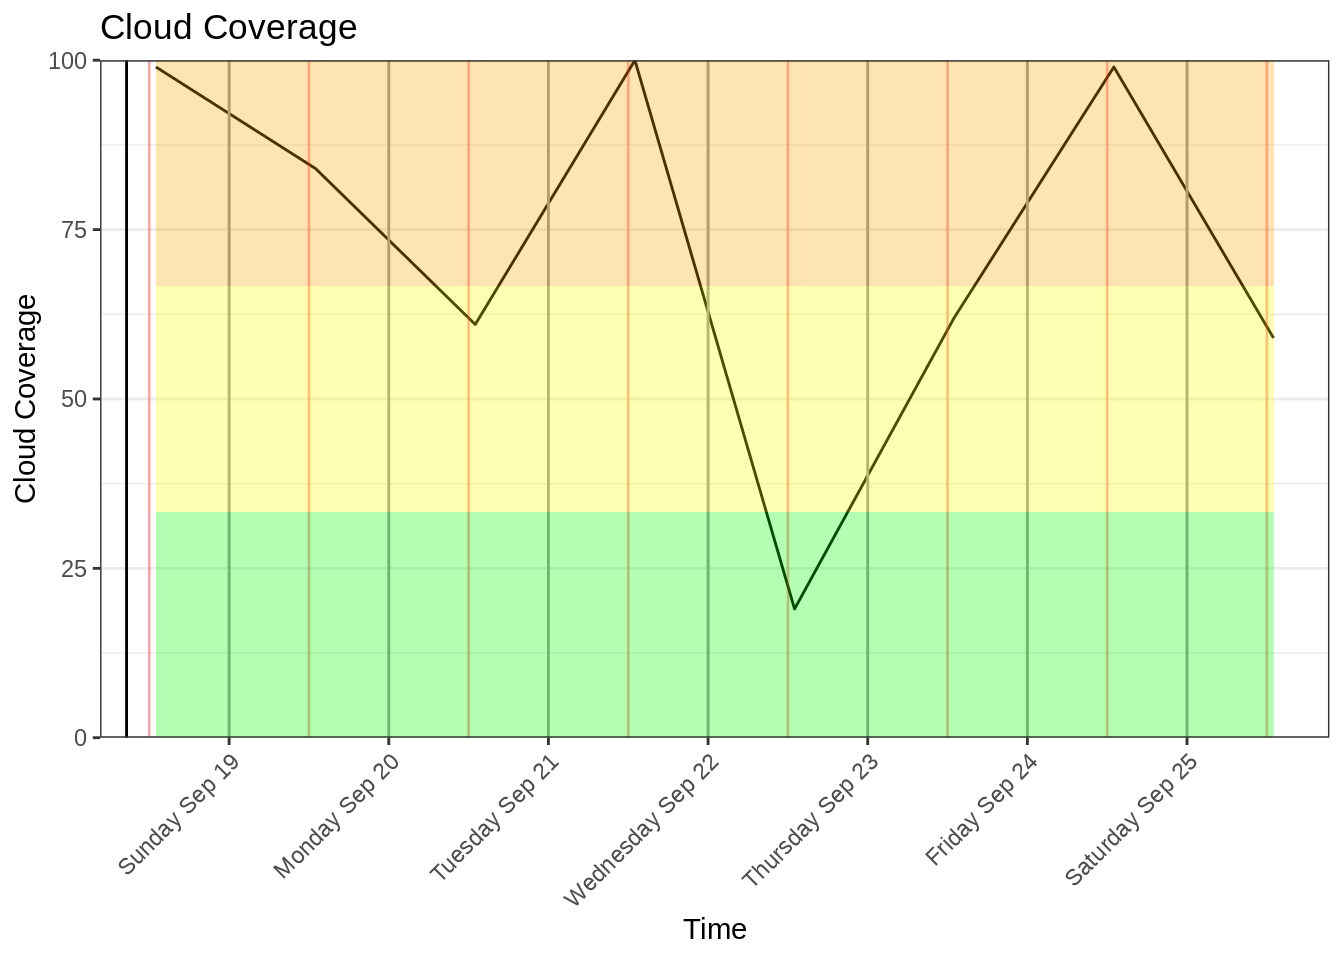 Cloud Coverage
100
75
50
25
0
Cloud Coverage
Sunday Sep 19
Monday Sep 20
Tuesday Sep 21
Wednesday Sep 22
Thursday Sep 23
Friday Sep 24
Saturday Sep 25
Time